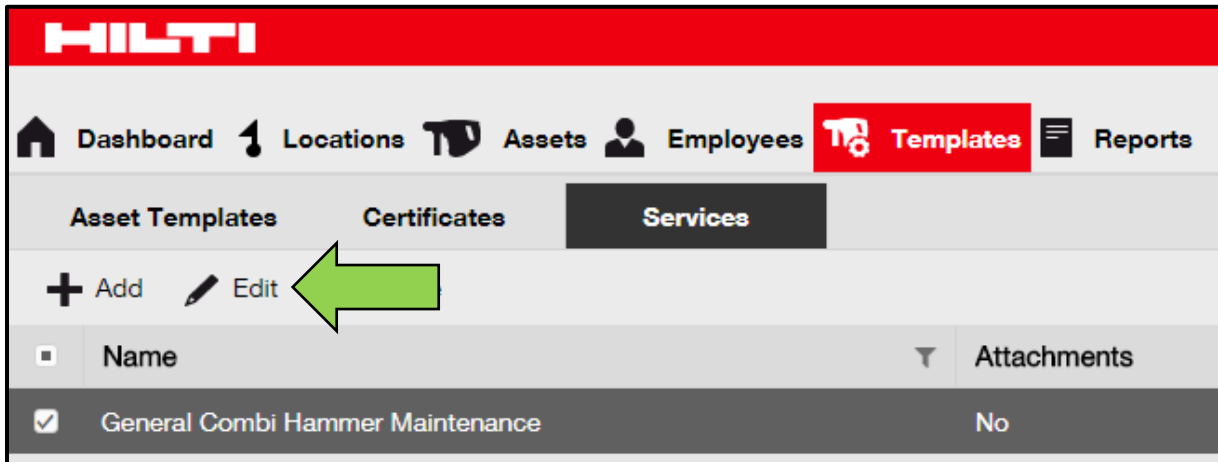 HILTI
Dashboard Locations Assets Employees Templates Reports
Asset Templates Certificates Services
Add Edit
Name Attachments
General Combi Hammer Maintenance No